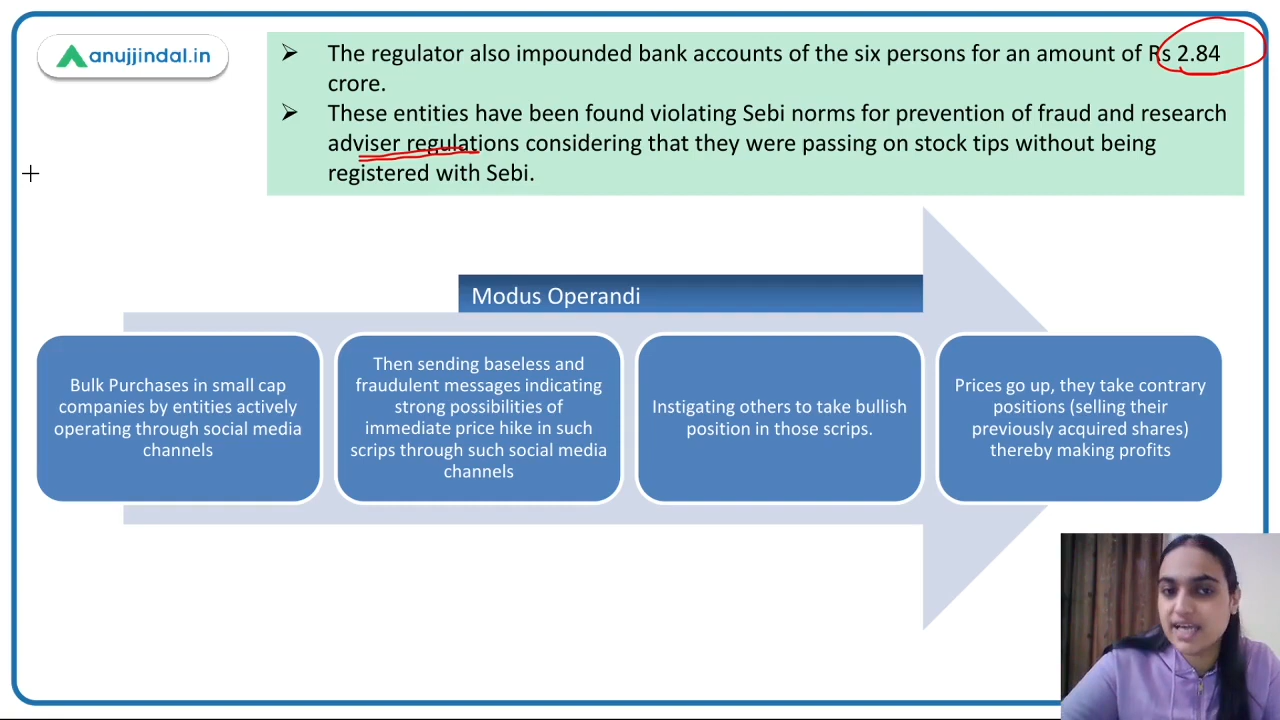 anujjindal.in
➢ The regulator also impounded bank accounts of the six persons for an amount of Rs 2.84
crore.
➢ These entities have been found violating Sebi norms for prevention of fraud and research
adviser regulations considering that they were passing on stock tips without being
registered with Sebi.
Modus Operandi
Bulk Purchases in small cap
companies by entities actively
operating through social media
channels
Then sending baseless and
fraudulent messages indicating
strong possibilities of
immediate price hike in such
scrips through such social media
channels
Instigating others to take bullish
position in those scrips.
Prices go up, they take contrary
positions (selling their
previously acquired shares)
thereby making profits